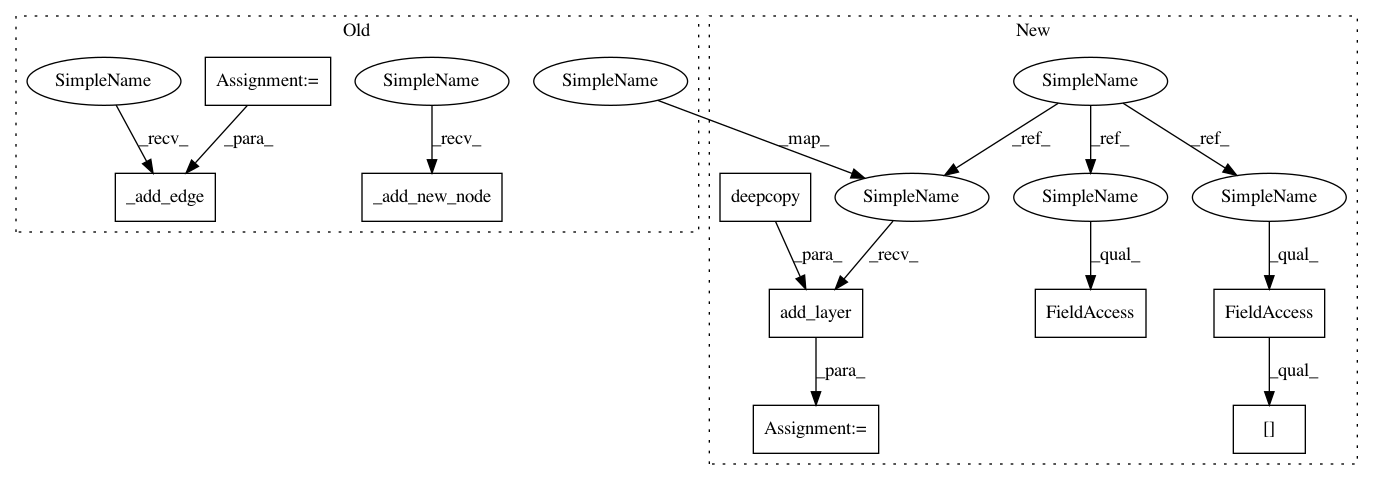 Old
New
SimpleName
Assignment:=
SimpleName
SimpleName
SimpleName
_recv_
_para_
_recv_
_map_
_ref_
_ref_
_ref_
_add_edge
_add_new_node
deepcopy
SimpleName
SimpleName
SimpleName
_para_
_recv_
_qual_
_qual_
add_layer
FieldAccess
FieldAccess
_para_
_qual_
Assignment:=
[]